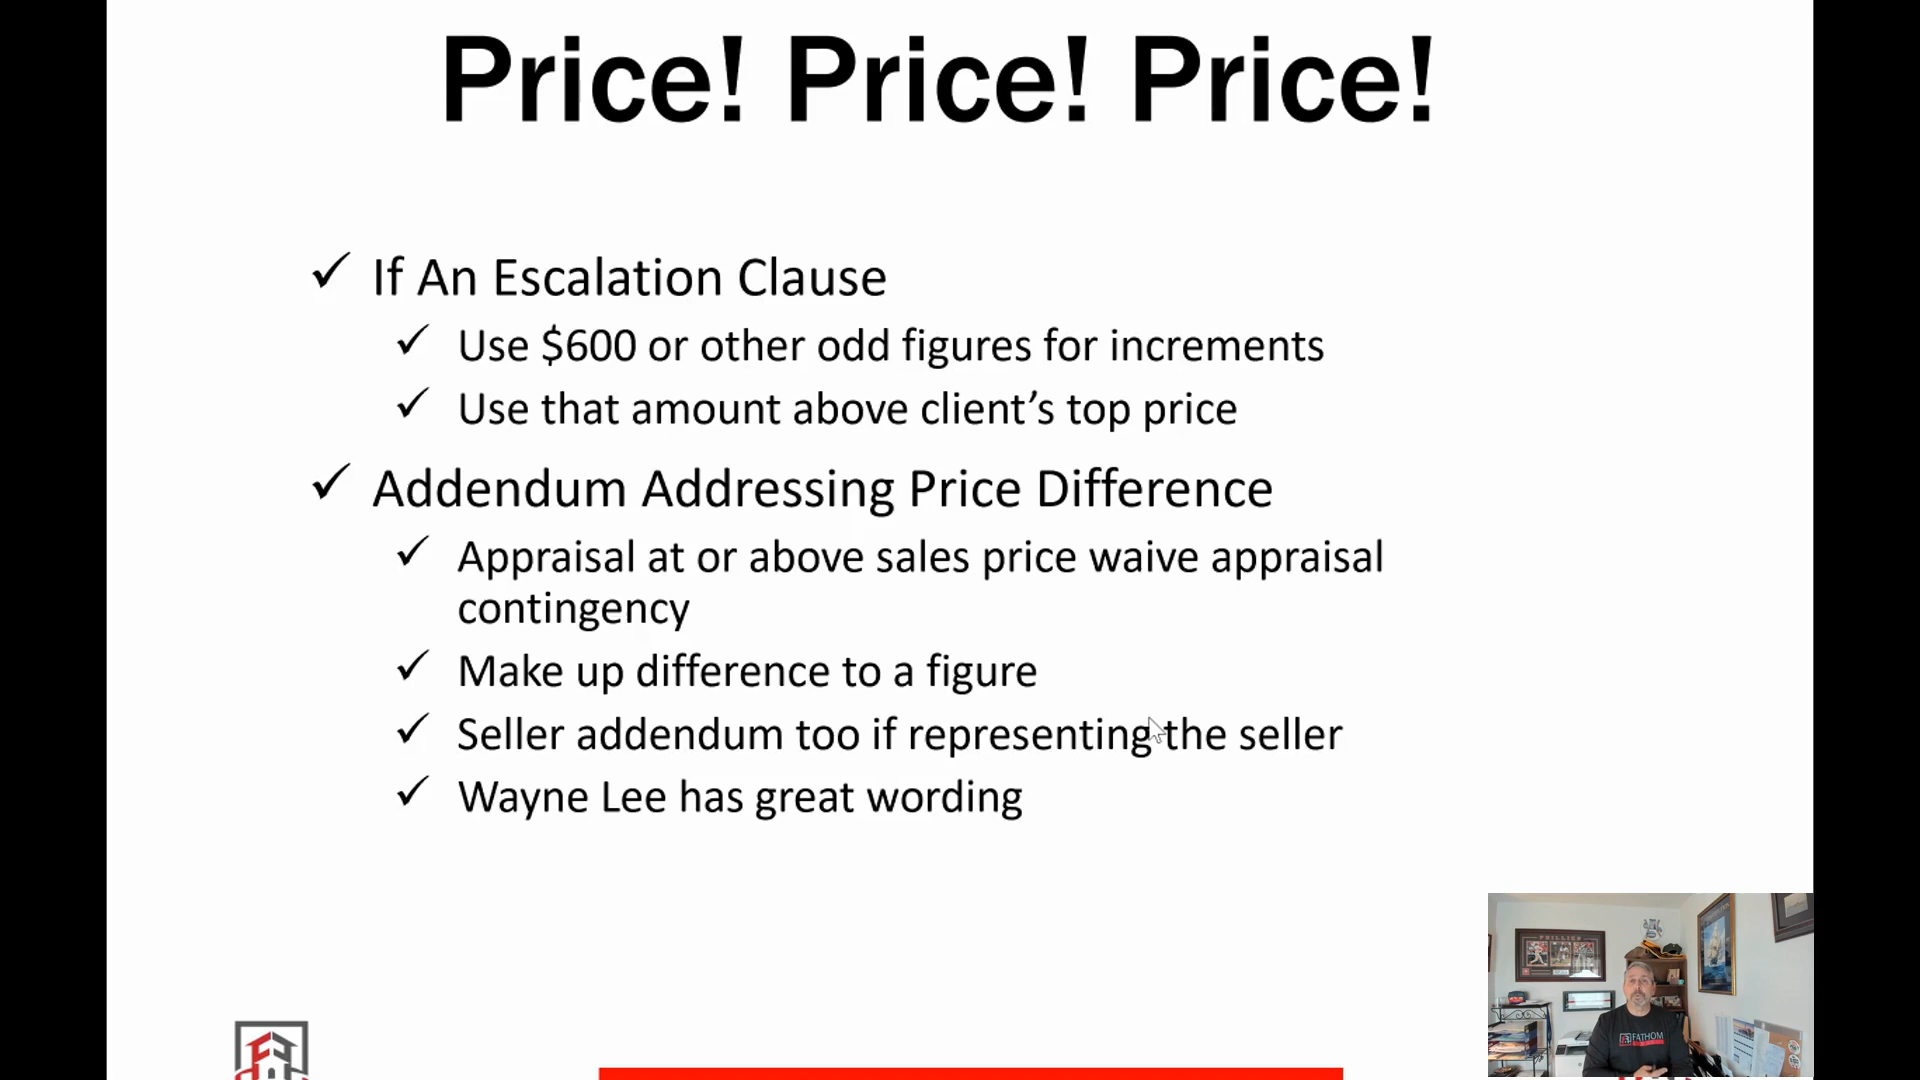 Price! Price! Price!
If An Escalation Clause
Use $600 or other odd figures for increments
Use that amount above client’s top price
Addendum Addressing Price Difference
Appraisal at or above sales price waive appraisal
contingency
Make up difference to a figure
Seller addendum too if representing the seller
Wayne Lee has great wording
PHILLIES
FATHOM